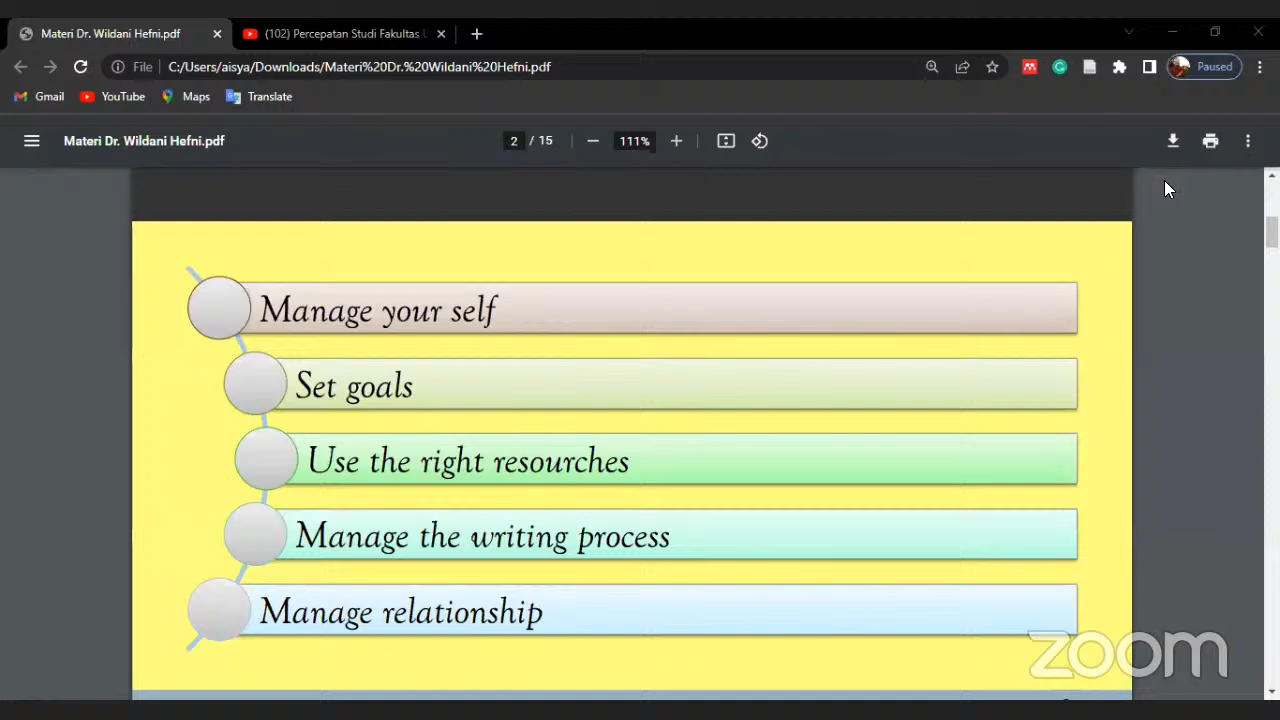 Materi Dr. Wildani Hefni.pdf
(102) Percepatan Studi Fakultas U
File
C:/Users/aisya/Downloads/Materi%20Dr.%20Wildani%20Hefni.pdf
Paused
Gmail
YouTube
Maps
Translate
Materi Dr. Wildani Hefni.pdf
2 / 15
111%
Manage your self
Set goals
Use the right resourches
Manage the writing process
Manage relationship
zoom